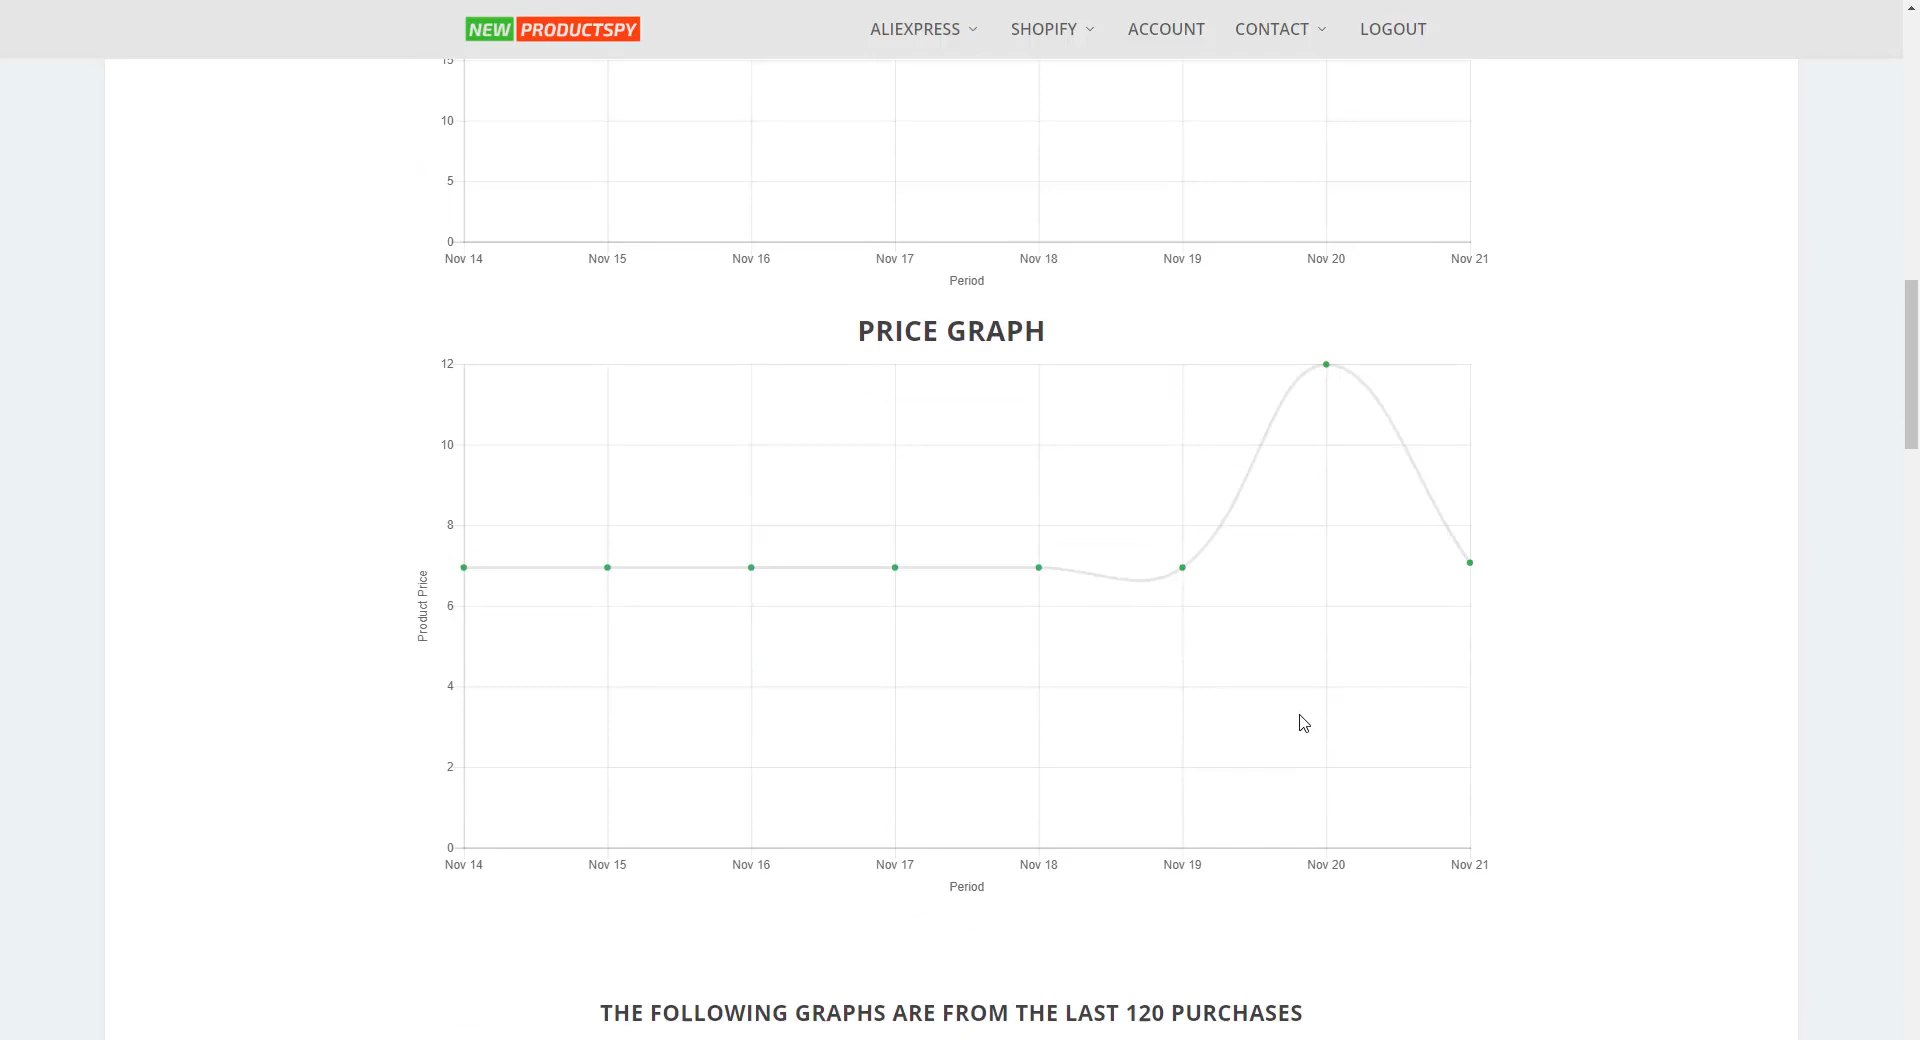 NEW PRODUCTSPY
ALIEXPRESS
SHOPIFY
ACCOUNT
CONTACT
LOGOUT
15
10
5
0
Nov 14 Nov 15 Nov 16 Nov 17 Nov 18 Nov 19 Nov 20 Nov 21
Period
PRICE GRAPH
12
10
8
6
4
2
0
Product Price
Nov 14 Nov 15 Nov 16 Nov 17 Nov 18 Nov 19 Nov 20 Nov 21
Period
THE FOLLOWING GRAPHS ARE FROM THE LAST 120 PURCHASES